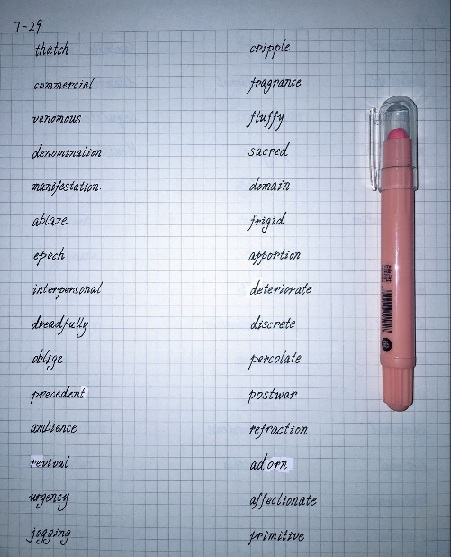 7-29
thatch
commercial
venomous
denomination
manifestation
ablaze
epoch
interpersonal
dreadfully
oblige
precedent
ambience
revival
urgency
jogging
cripple
fragrance
fluffy
sacred
domain
frigid
apportion
deteriorate
discrete
percolate
postwar
refraction
adorn
affectionate
primitive